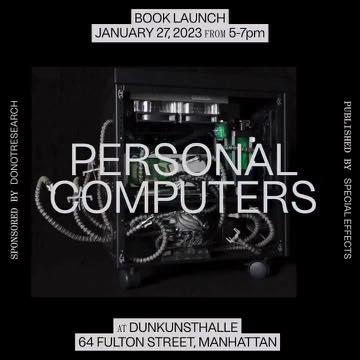 BOOK LAUNCH
JANUARY 27, 2023 FROM 5-7pm
SPONSORED BY DONOTRESEARCH
PERSONAL
COMPUTERS
PUBLISHED BY SPECIAL EFFECTS
AT DUNKUNSTHALLE
64 FULTON STREET, MANHATTAN